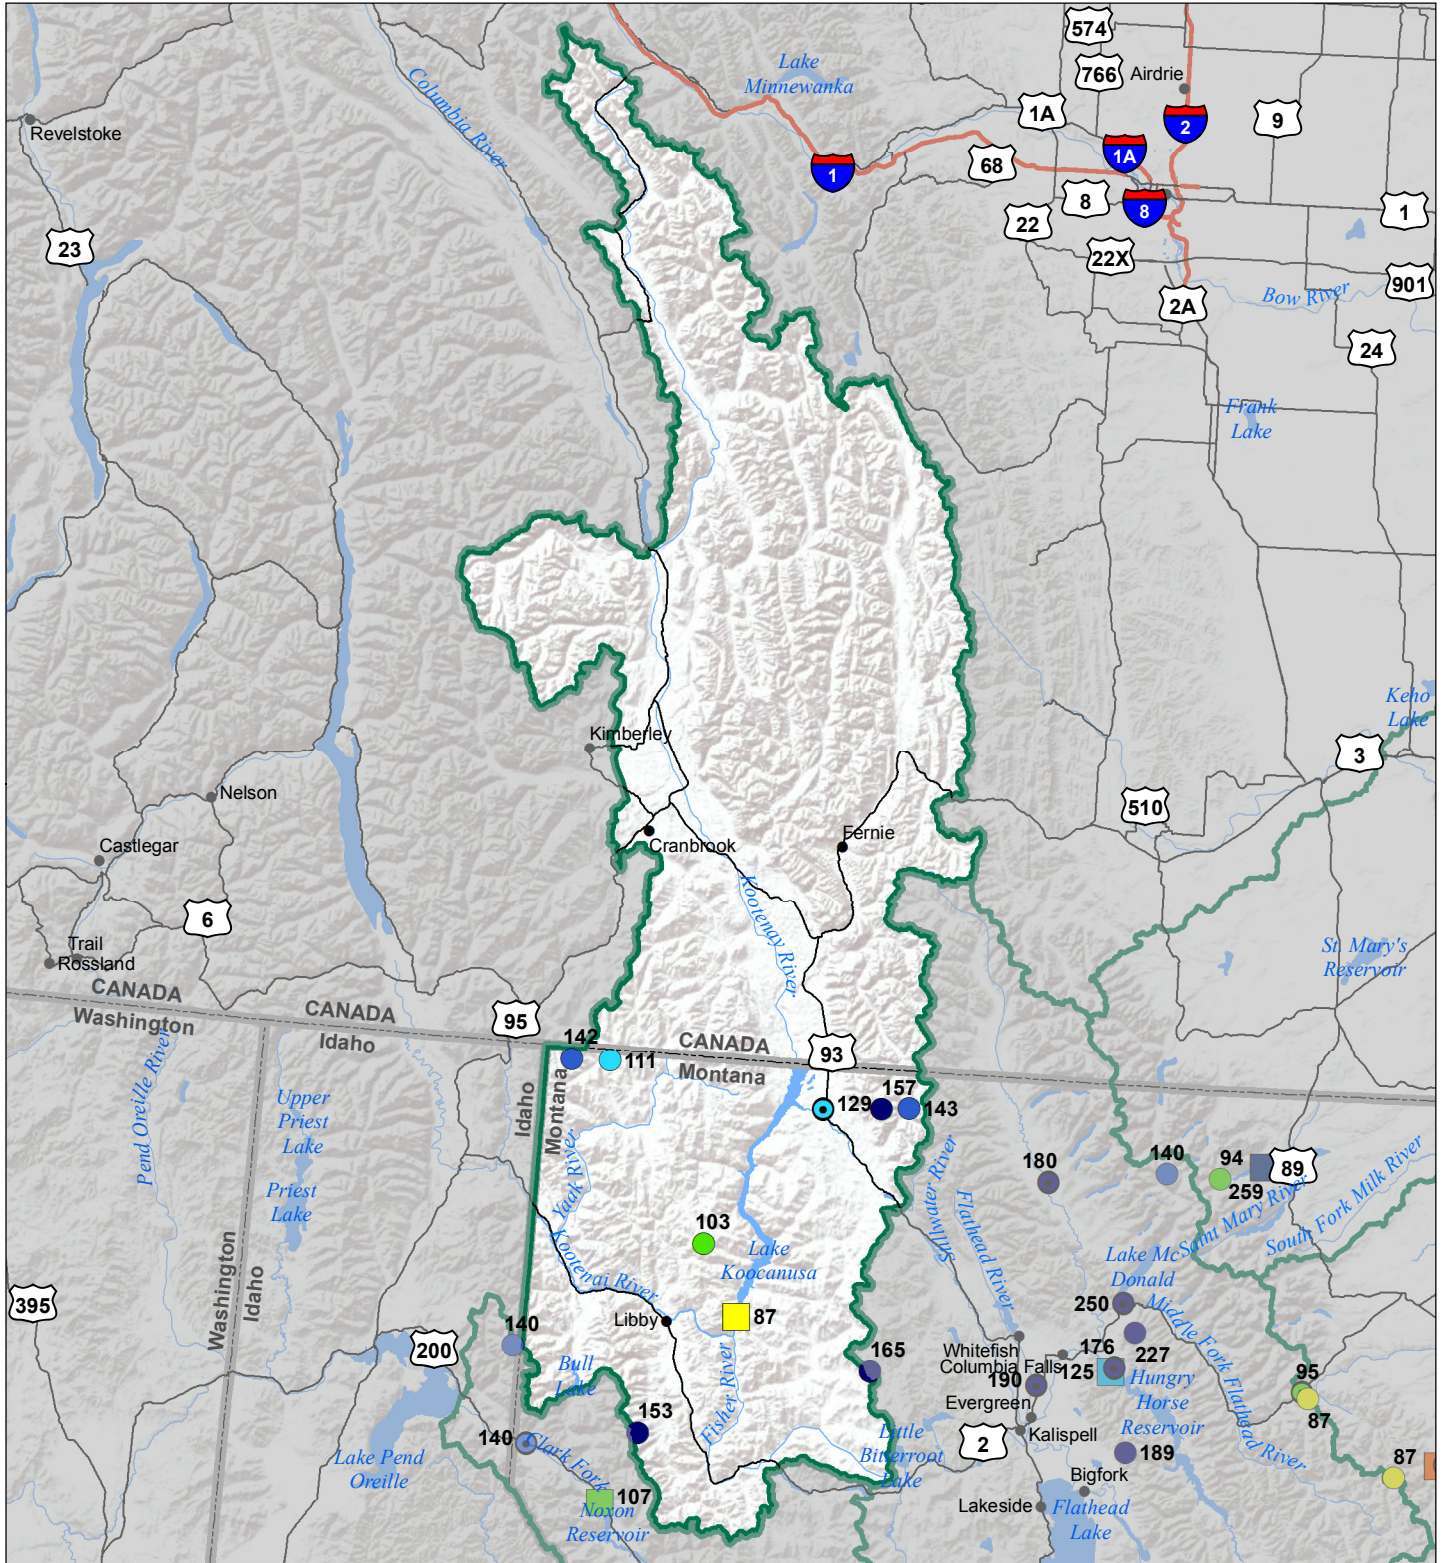 574
Lake
Minnewanka
766
Airdrie
Columbia River
1A
2
9
Revelstoke
1A
68
1
8
8
22
1
23
22X
901
2A
Bow River
24
Frank
Lake
Keho
Lake
Kimberley
3
Nelson
510
Cranbrook
Fernie
Castlegar
Kootenay River
6
Trail
Rossland
St. Mary's
Reservoir
CANADA
Washington
CANADA
Idaho
95
142
111
CANADA
Montana
93
Pend Oreille River
Upper
Priest
Lake
Idaho
Montana
129
157
143
Yaak River
Stillwater River
Flathead River
180
140
94
259
89
Saint Mary River
South Fork Milk River
Priest
Lake
Washington
Idaho
103
Lake
Koocanusa
Kootenai River
Lake Mc
Donald
395
Libby
87
250
Middle Fork Flathead River
140
200
Bull
Lake
Fisher River
165
Whitefish
Columbia Falls
176
227
125
190
Hungry
Horse
Reservoir
95
87
Evergreen
153
Little
Bitterroot
Lake
2
Kalispell
140
Clark Fork
189
Lake Pend
Oreille
87
Bigfork
107
Noxon
Reservoir
Lakeside
Flathead
Lake